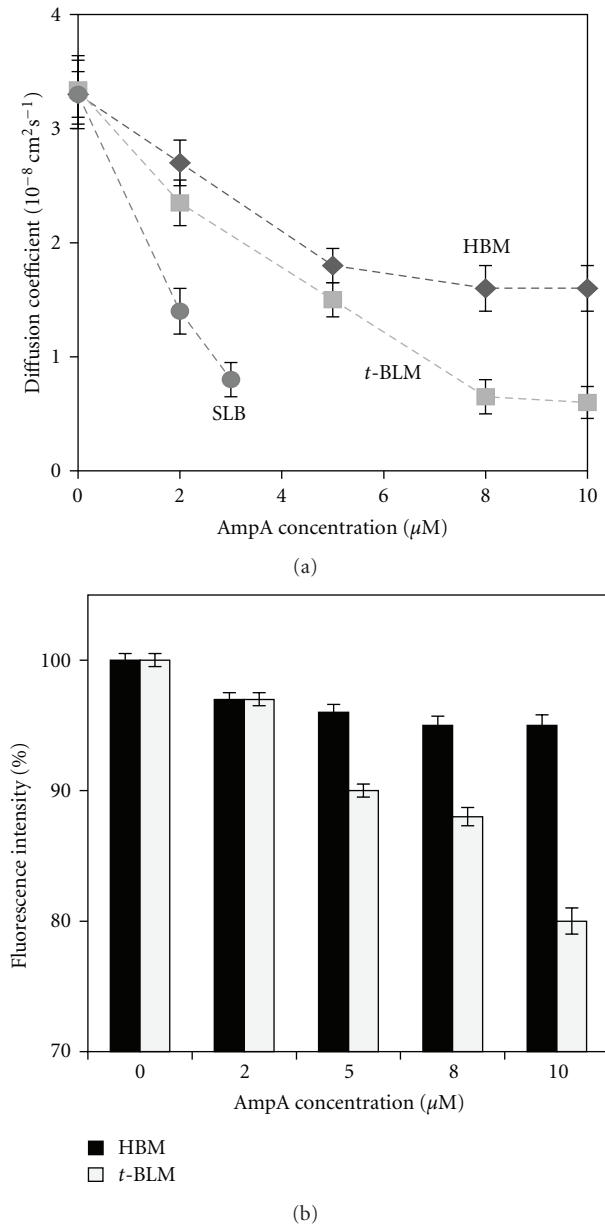 4
3
2
1
0
Diffusion coefficient (10⁻⁸ cm² s⁻¹)
HBM
t-BLM
SLB
0 2 4 6 8 10
AmpA concentration (μM)
(a)
100
90
80
70
Fluorescence intensity (%)
0 2 5 8 10
AmpA concentration (μM)
HBM
t-BLM
(b)